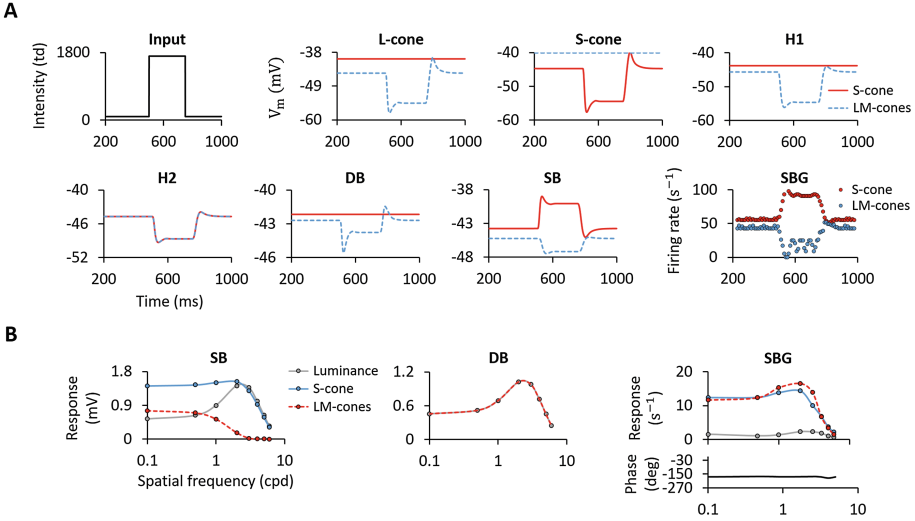 A
Input
L-cone
S-cone
H1
Intensity (td)
1800
0
200 600 1000
Vm (mV)
-38
-49
-60
200 600 1000
-40
-50
-60
200 600 1000
-40
-50
-60
200 600 1000
S-cone
LM-cones
H2
DB
SB
SBG
-40
-46
-52
200 600 1000
Time (ms)
-40
-43
-46
200 600 1000
-38
-43
-48
200 600 1000
Firing rate (s⁻¹)
100
50
0
200 600 1000
S-cone
LM-cones
B
SB
DB
SBG
Response
(mV)
1.8
0.9
0
0.1 1 10
Spatial frequency (cpd)
Luminance
S-cone
LM-cones
1.2
0.6
0
0.1 1 10
Response
(s⁻¹)
20
10
0
Phase
(deg)
-30
-150
-270
0.1 1 10